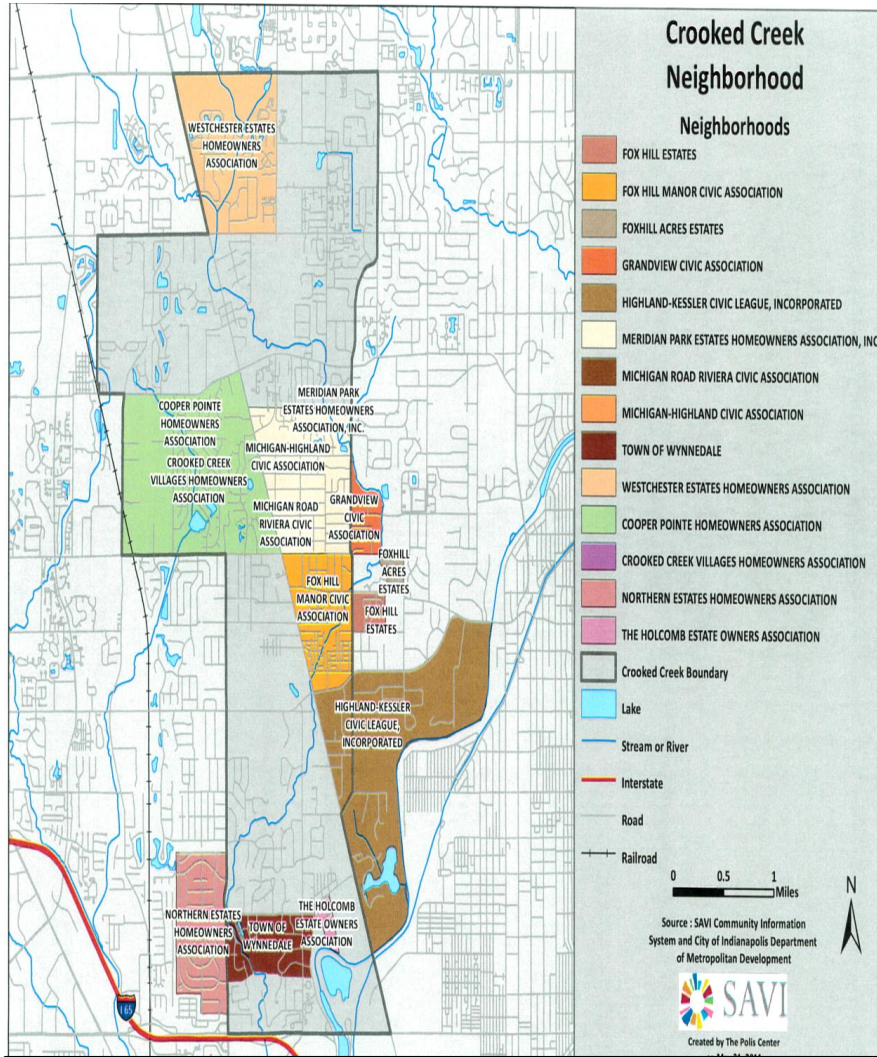 Crooked Creek
Neighborhood
Neighborhoods
FOX HILL ESTATES
FOX HILL MANOR CIVIC ASSOCIATION
FOXHILL ACRES ESTATES
GRANDVIEW CIVIC ASSOCIATION
HIGHLAND-KESSLER CIVIC LEAGUE, INCORPORATED
MERIDIAN PARK ESTATES HOMEOWNERS ASSOCIATION, INC
MICHIGAN ROAD RIVIERA CIVIC ASSOCIATION
MICHIGAN-HIGHLAND CIVIC ASSOCIATION
TOWN OF WYNNEDALE
WESTCHESTER ESTATES HOMEOWNERS ASSOCIATION
COOPER POINTE HOMEOWNERS ASSOCIATION
CROOKED CREEK VILLAGES HOMEOWNERS ASSOCIATION
NORTHERN ESTATES HOMEOWNERS ASSOCIATION
THE HOLCOMB ESTATE OWNERS ASSOCIATION
Crooked Creek Boundary
Lake
Stream or River
Interstate
Road
Railroad
0 0.5 1
Miles
N
Source : SAVI Community Information
System and City of Indianapolis Department
of Metropolitan Development
SAVI
Created by The Polis Center
WESTCHESTER ESTATES
HOMEOWNERS
ASSOCIATION
COOPER POINTE
HOMEOWNERS
ASSOCIATION
CROOKED CREEK
VILLAGES HOMEOWNERS
ASSOCIATION
MERIDIAN PARK
ESTATES HOMEOWNERS
ASSOCIATION, INC.
MICHIGAN-HIGHLAND
CIVIC ASSOCIATION
MICHIGAN ROAD
RIVIERA CIVIC
ASSOCIATION
GRANDVIEW
CIVIC
ASSOCIATION
FOXHILL
ACRES
ESTATES
FOX HILL
MANOR CIVIC
ASSOCIATION
FOX HILL
ESTATES
HIGHLAND-KESSLER
CIVIC LEAGUE,
INCORPORATED
NORTHERN ESTATES
HOMEOWNERS
ASSOCIATION
TOWN OF
WYNNEDALE
THE HOLCOMB
ESTATE OWNERS
ASSOCIATION
I 65